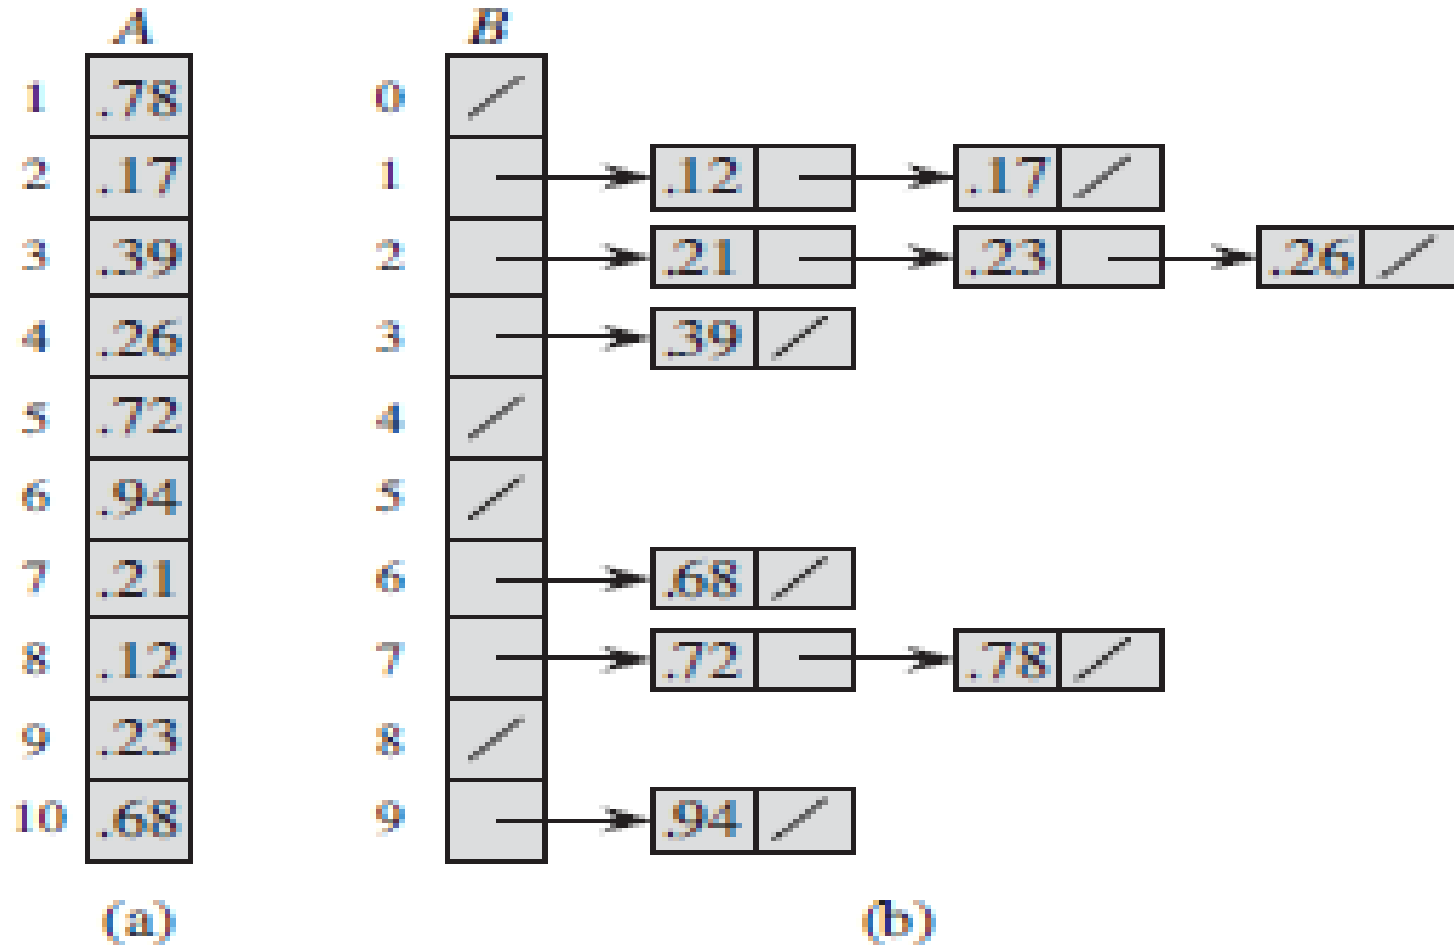 A B
1 .78 0
2 .17 1 .12 .17
3 .39 2 .21 .23 .26
4 .26 3 .39
5 .72 4
6 .94 5
7 .21 6 .68
8 .12 7 .72 .78
9 .23 8
10 .68 9 .94
(a) (b)